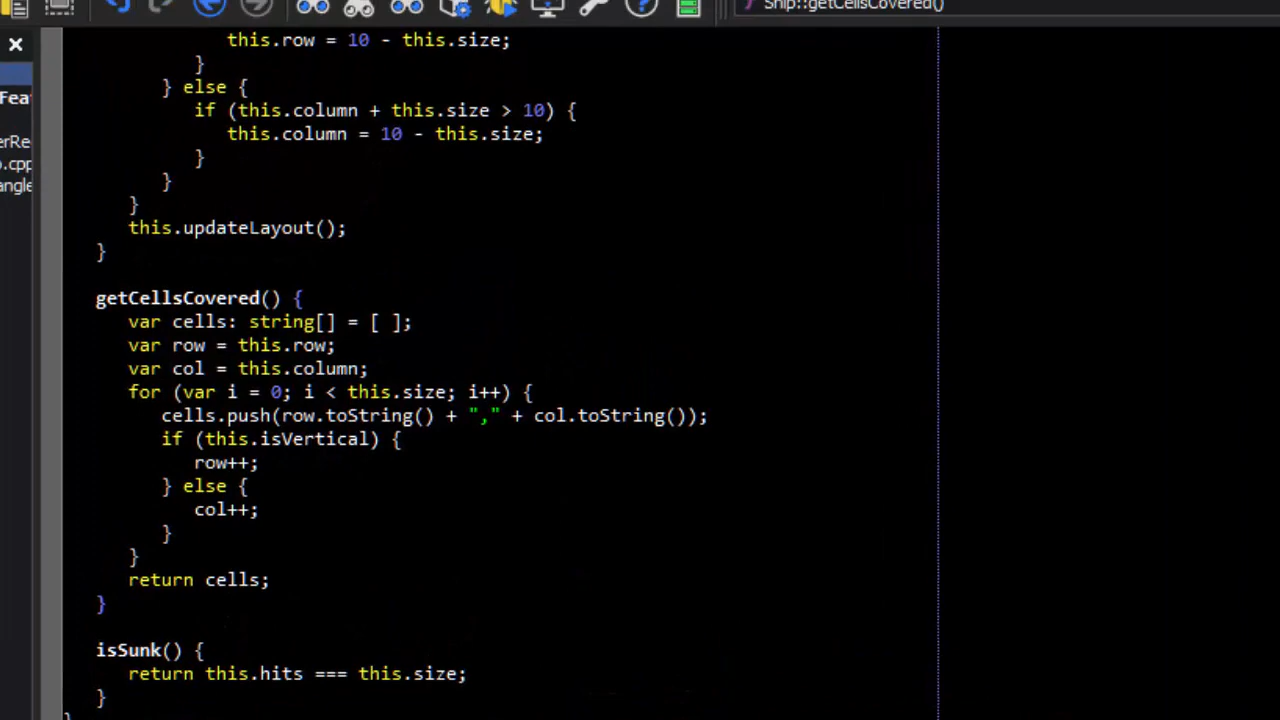 Ship::getCellsCovered()
Fea
erRe
o.cpp
angle
this.row = 10 - this.size;
}
} else {
if (this.column + this.size > 10) {
this.column = 10 - this.size;
}
}
}
this.updateLayout();
}
getCellsCovered() {
var cells: string[] = [ ];
var row = this.row;
var col = this.column;
for (var i = 0; i < this.size; i++) {
cells.push(row.toString() + "," + col.toString());
if (this.isVertical) {
row++;
} else {
col++;
}
}
return cells;
}
isSunk() {
return this.hits === this.size;
}